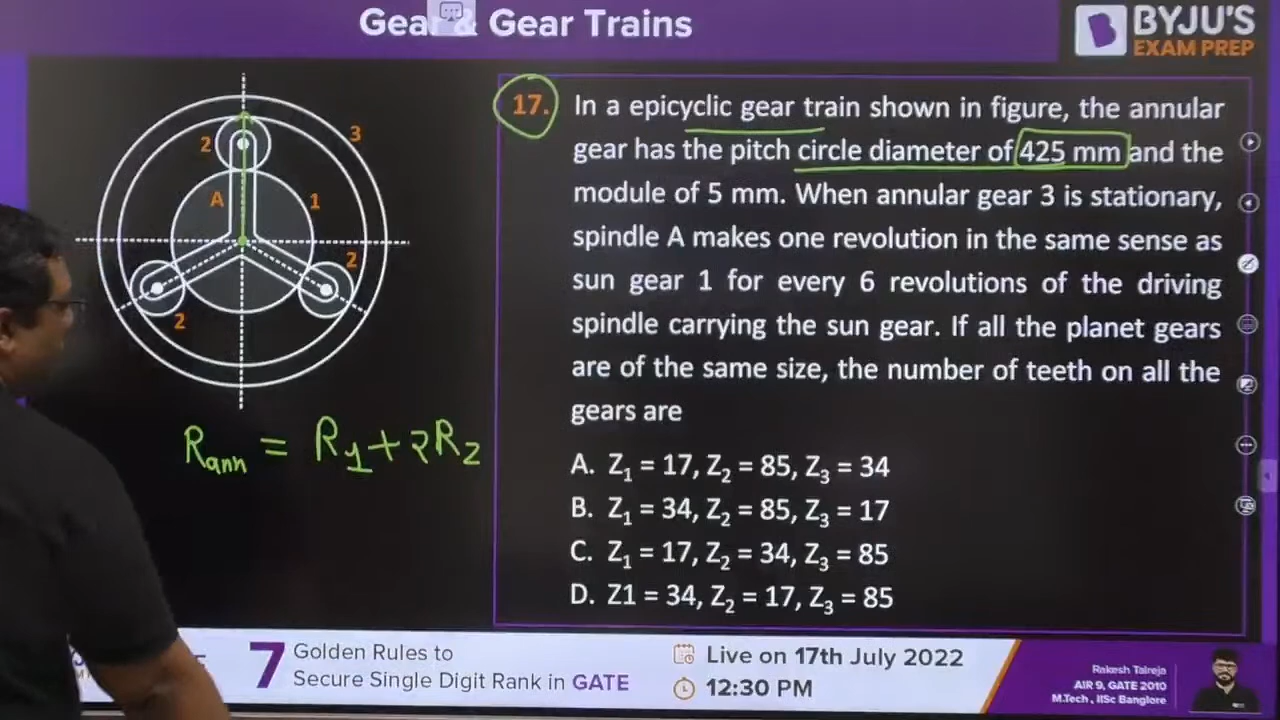 Gear & Gear Trains
BYJU'S
EXAM PREP
2
3
A
1
2
2
R_ann = R_1 + 2R_2
17. In a epicyclic gear train shown in figure, the annular
gear has the pitch circle diameter of 425 mm and the
module of 5 mm. When annular gear 3 is stationary,
spindle A makes one revolution in the same sense as
sun gear 1 for every 6 revolutions of the driving
spindle carrying the sun gear. If all the planet gears
are of the same size, the number of teeth on all the
gears are
A. Z₁ = 17, Z₂ = 85, Z₃ = 34
B. Z₁ = 34, Z₂ = 85, Z₃ = 17
C. Z₁ = 17, Z₂ = 34, Z₃ = 85
D. Z1 = 34, Z₂ = 17, Z₃ = 85
7 Golden Rules to
Secure Single Digit Rank in GATE
Live on 17th July 2022
12:30 PM
Rakesh Talreja
AIR 9, GATE 2010
M.Tech, IISc Banglore